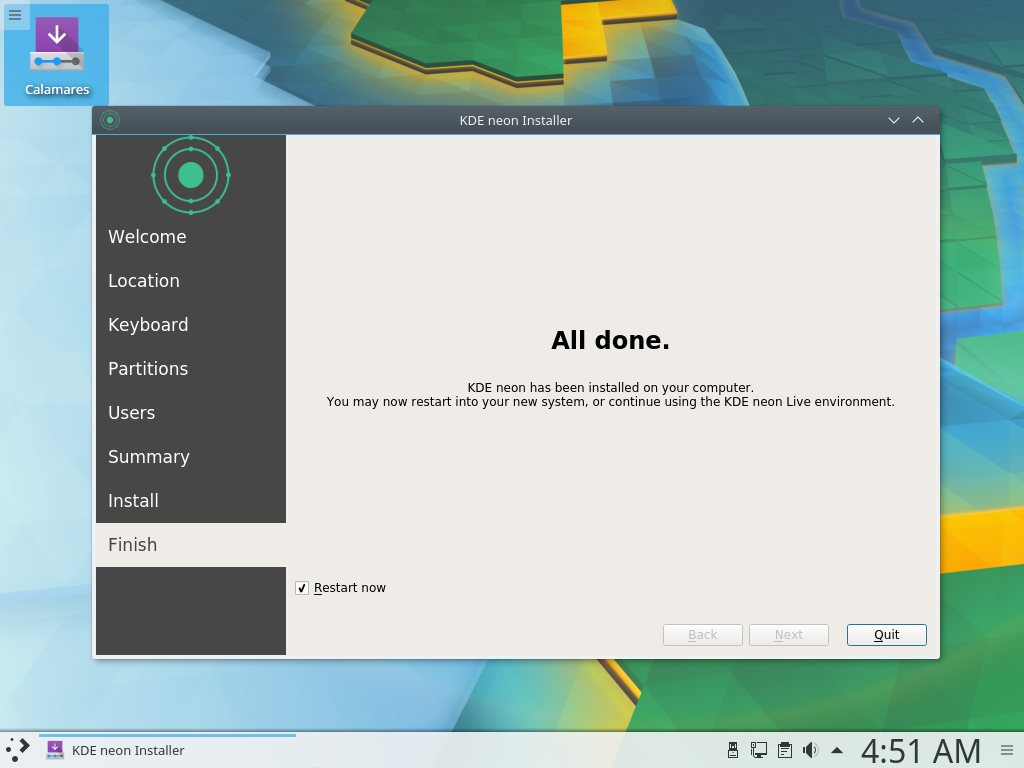 Calamares
KDE neon Installer
Welcome
Location
Keyboard
Partitions
Users
Summary
Install
Finish
All done.
KDE neon has been installed on your computer.
You may now restart into your new system, or continue using the KDE neon Live environment.
Restart now
Back
Next
Quit
KDE neon Installer
4:51 AM